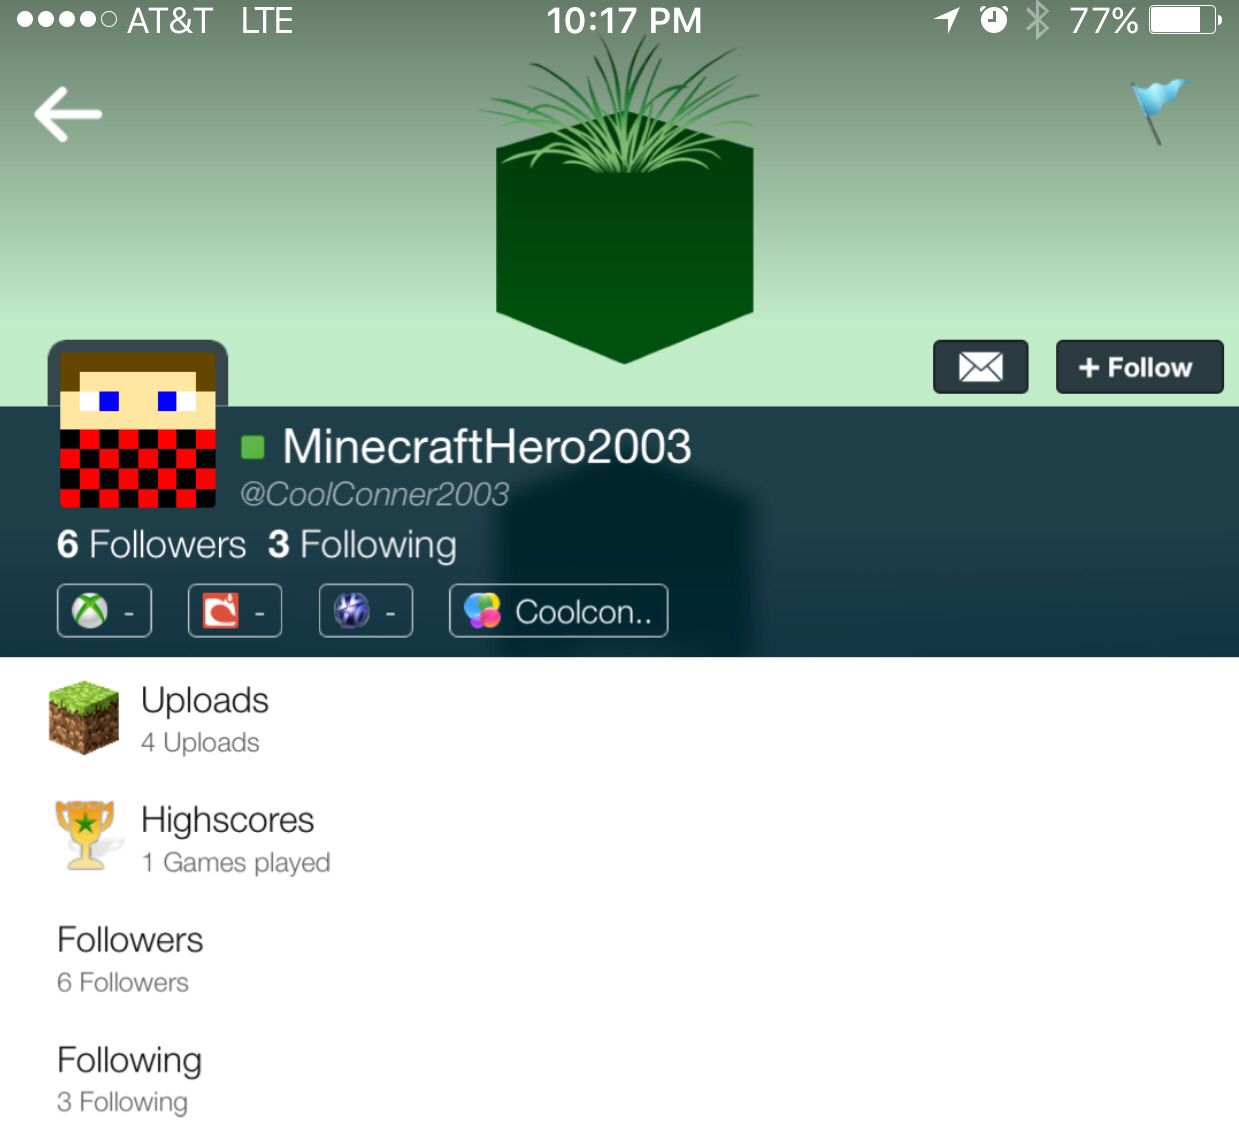 AT&T LTE 10:17 PM 77%
+ Follow
MinecraftHero2003
@CoolConner2003
6 Followers 3 Following
- - - Coolcon..
Uploads
4 Uploads
Highscores
1 Games played
Followers
6 Followers
Following
3 Following